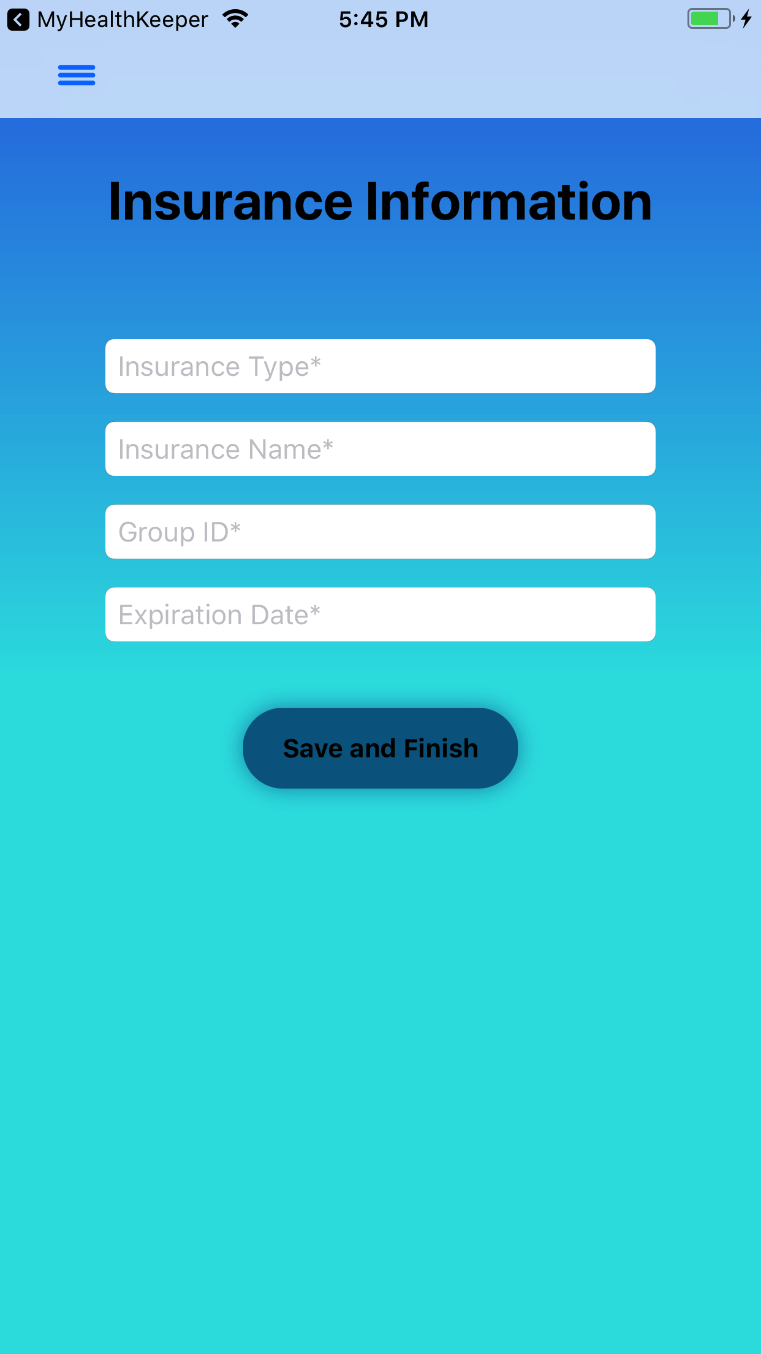 MyHealthKeeper 5:45 PM
Insurance Information
Insurance Type*
Insurance Name*
Group ID*
Expiration Date*
Save and Finish